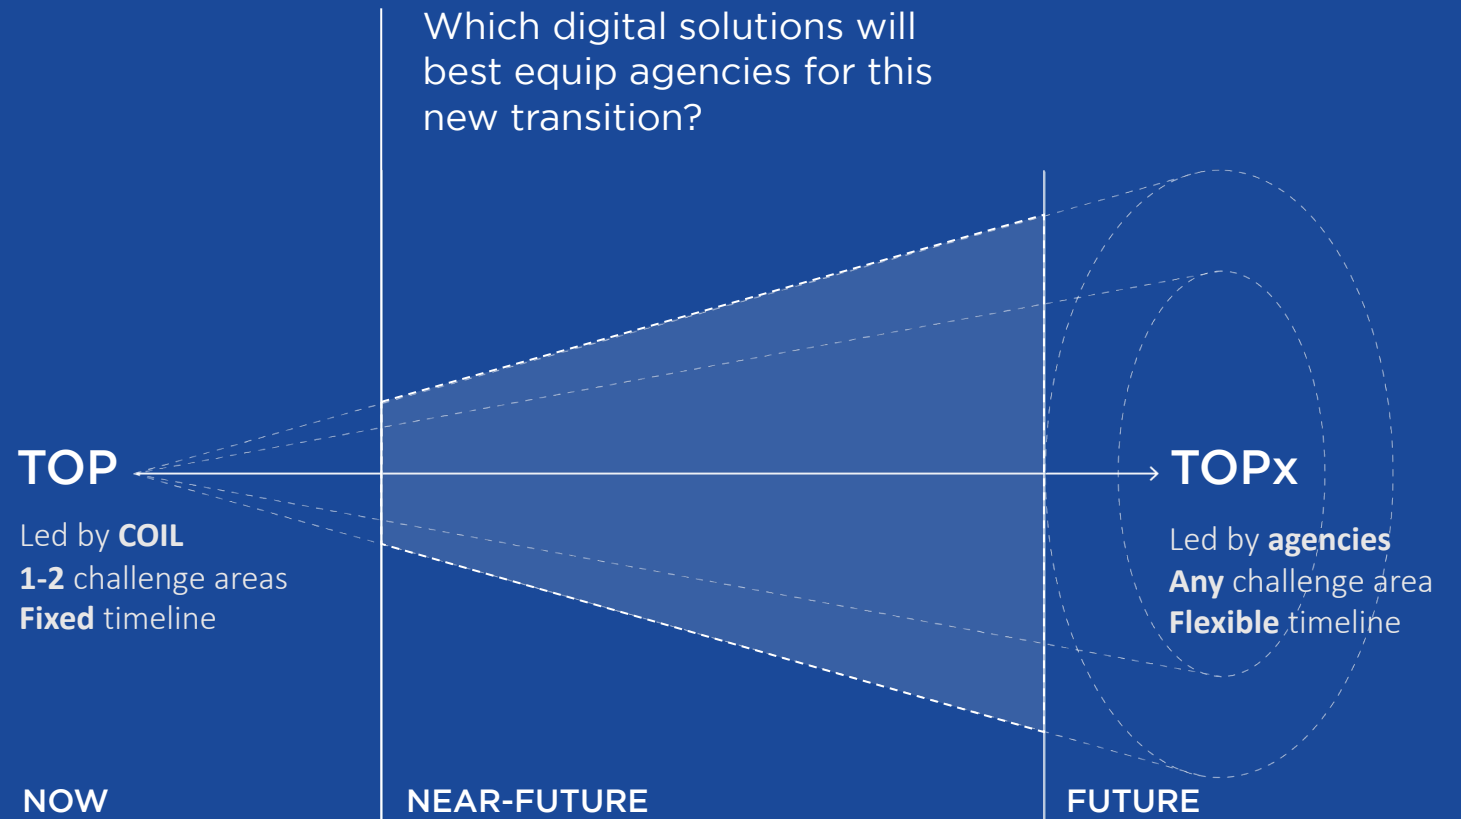 Which digital solutions will
best equip agencies for this
new transition?
TOP
Led by COIL
1-2 challenge areas
Fixed timeline
TOPx
Led by agencies
Any challenge area
Flexible timeline
NOW
NEAR-FUTURE
FUTURE